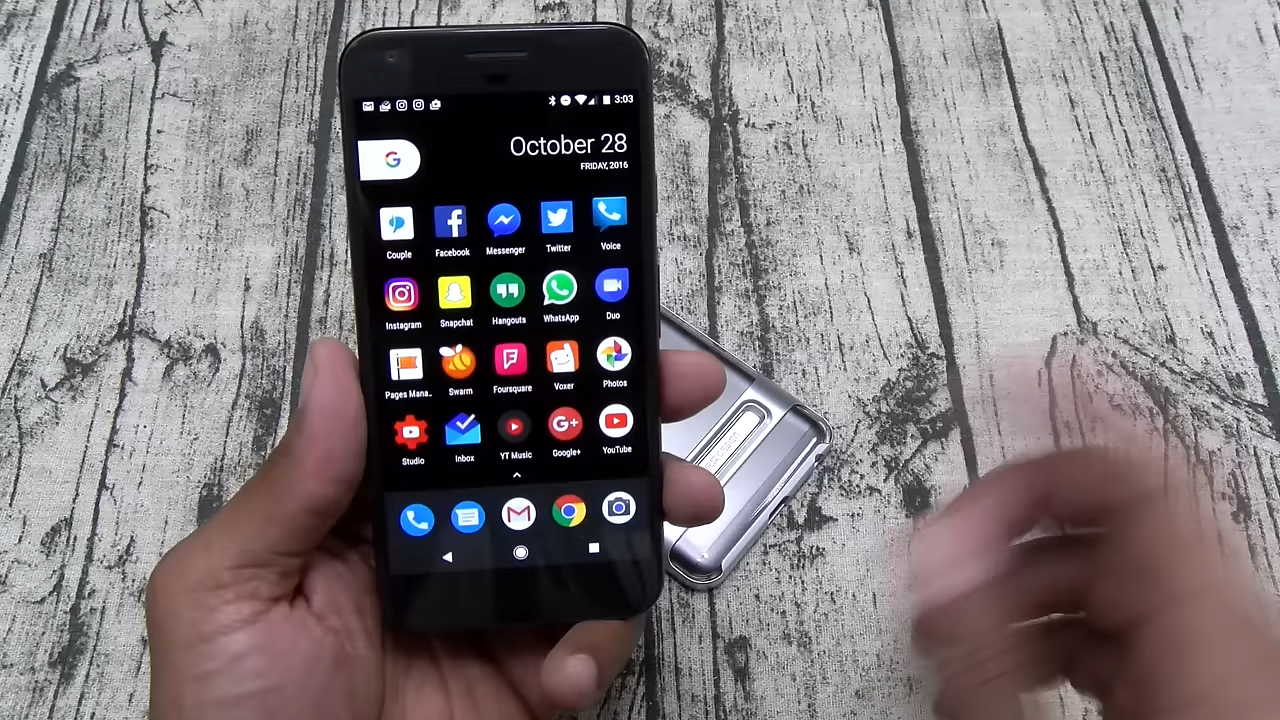 3:03
G
October 28
FRIDAY, 2016
Couple Facebook Messenger Twitter Voice
Instagram Snapchat Hangouts WhatsApp Duo
Pages Mana.. Swarm Foursquare Voxer Photos
G+
Studio Inbox YT Music Google+ YouTube